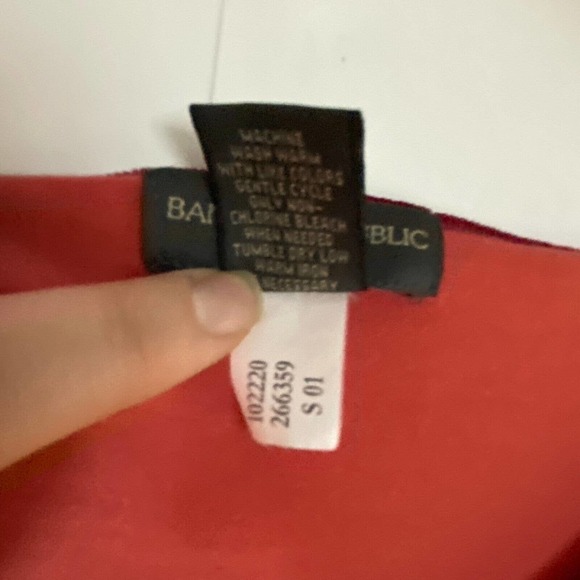 MACHINE
WASH WARM
WITH LIKE COLORS
GENTLE CYCLE
ONLY NON-
CHLORINE BLEACH
WHEN NEEDED
TUMBLE DRY LOW
WARM IRON
NECESSARY
BAN
BLIC
102220
266359
S 01